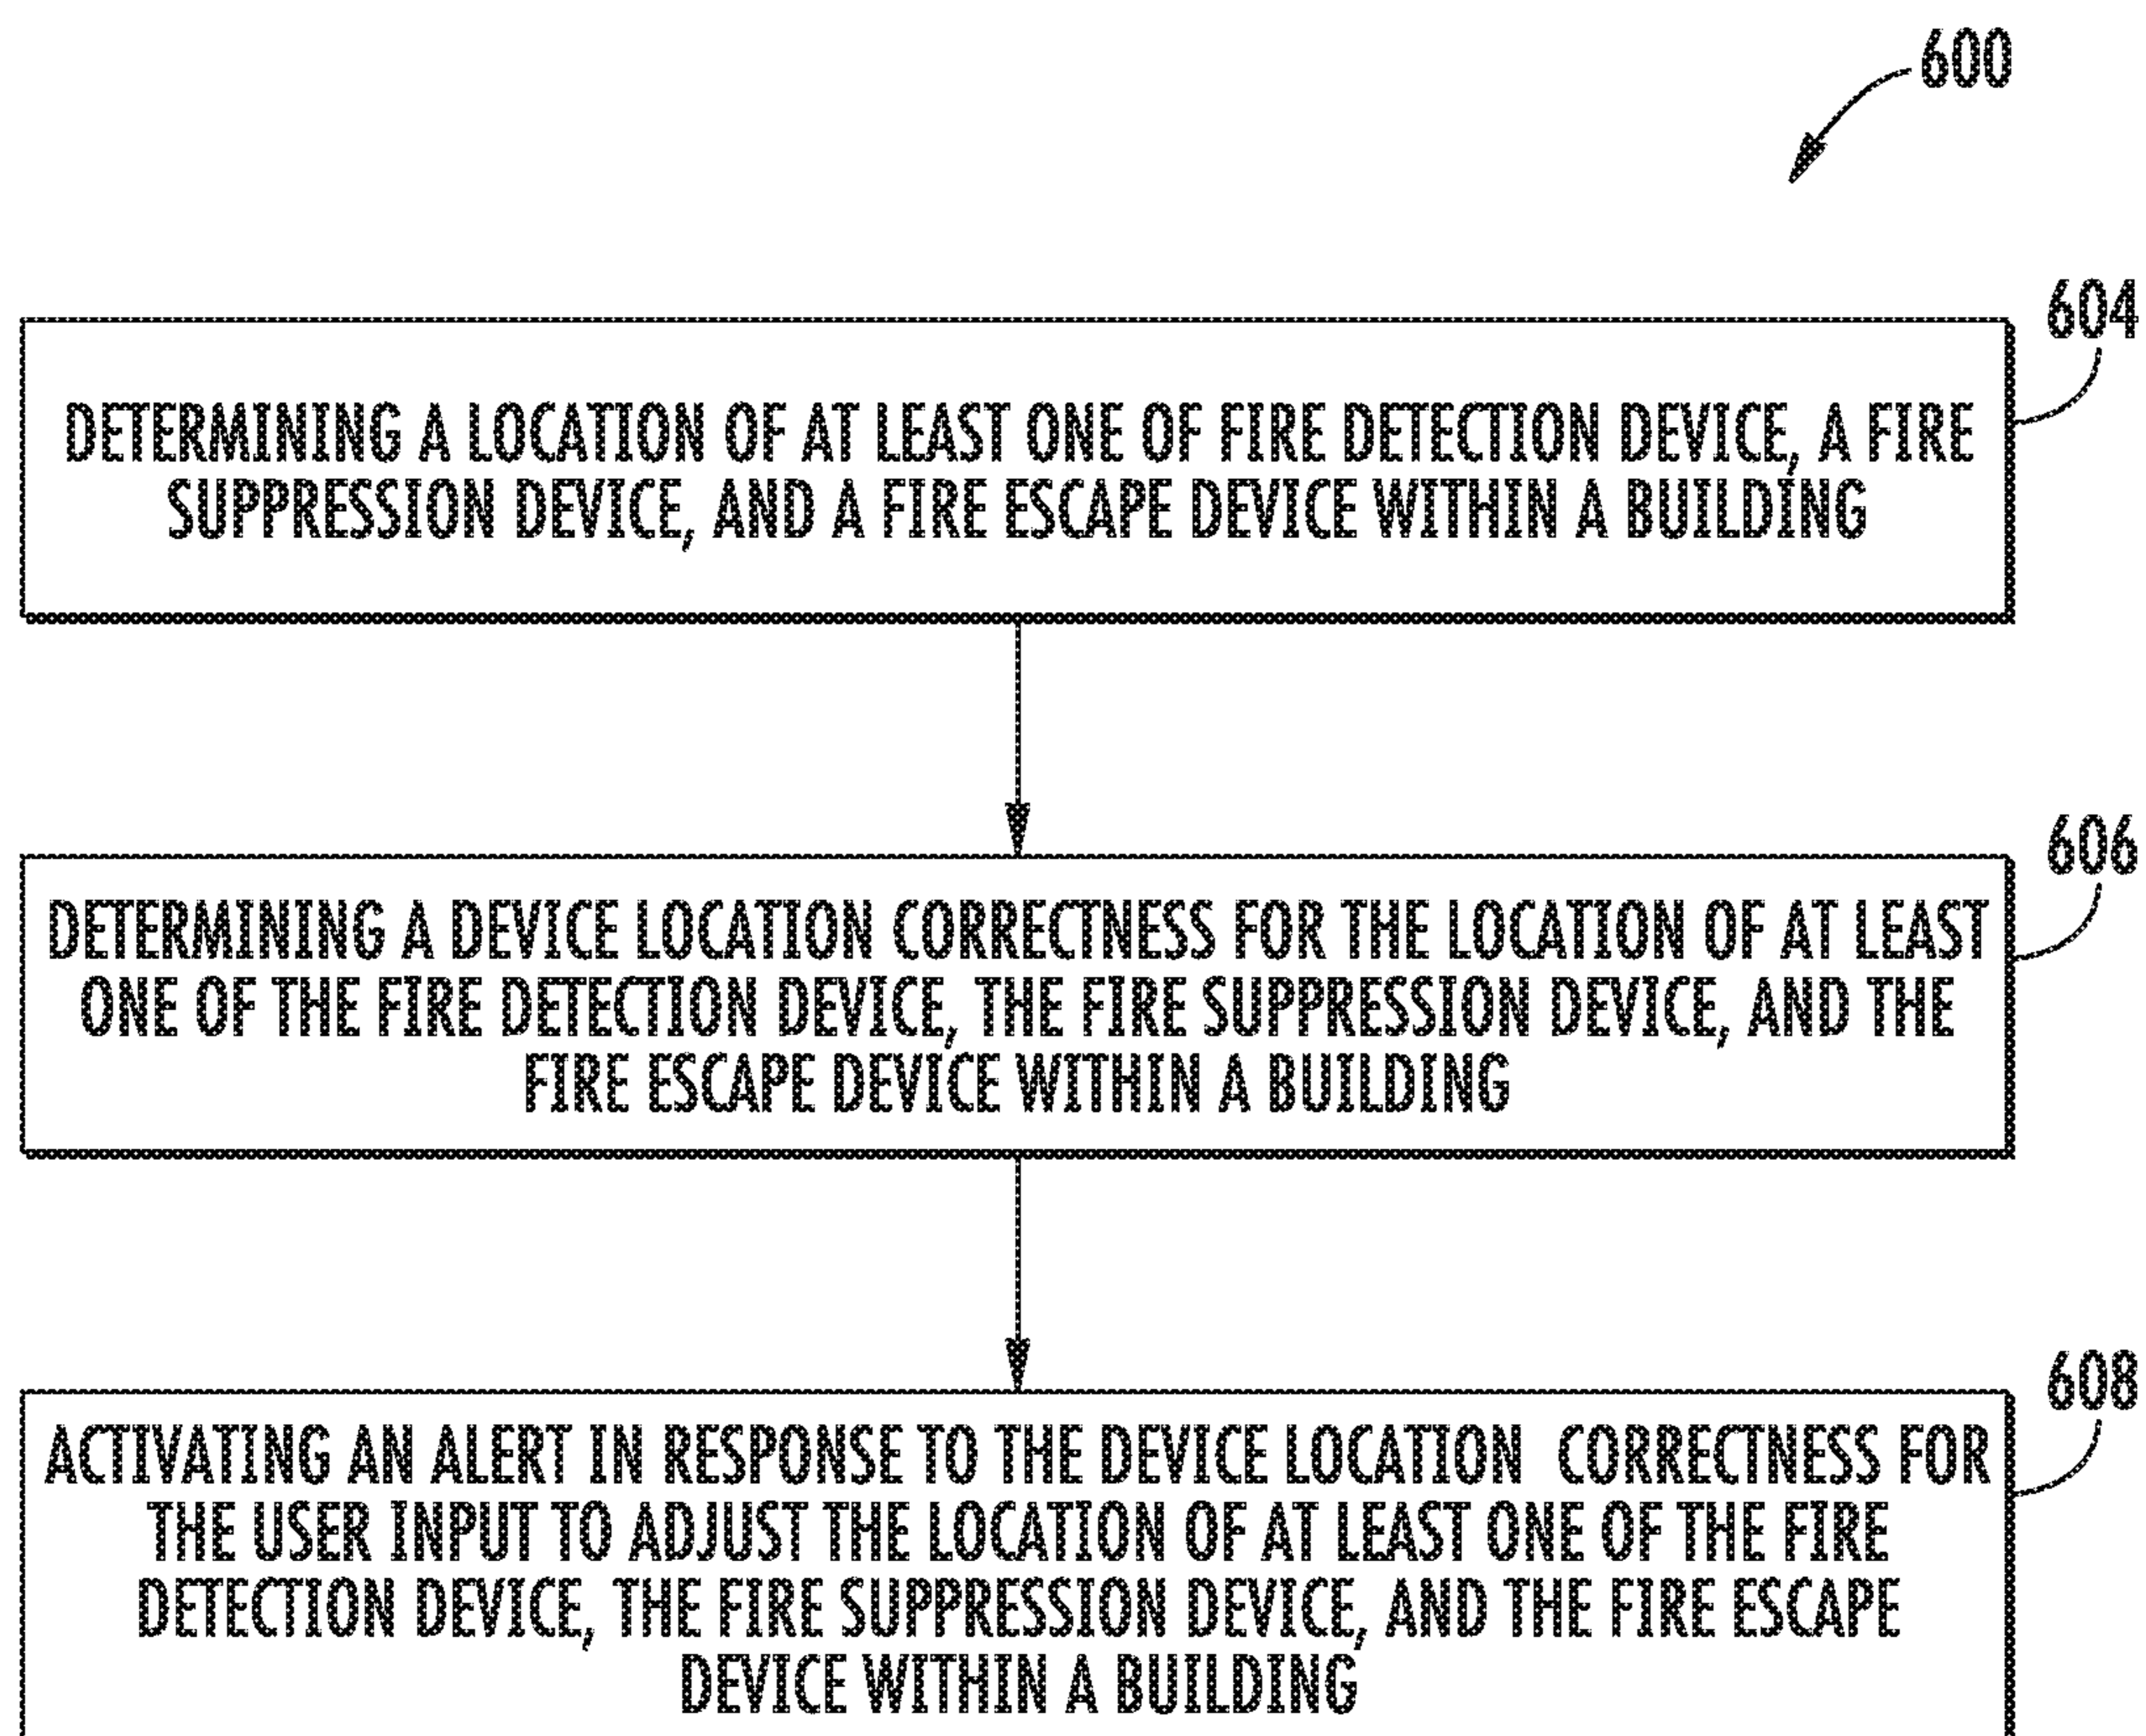 600
604
DETERMINING A LOCATION OF AT LEAST ONE OF FIRE DETECTION DEVICE, A FIRE
SUPPRESSION DEVICE, AND A FIRE ESCAPE DEVICE WITHIN A BUILDING
606
DETERMINING A DEVICE LOCATION CORRECTNESS FOR THE LOCATION OF AT LEAST
ONE OF THE FIRE DETECTION DEVICE, THE FIRE SUPPRESSION DEVICE, AND THE
FIRE ESCAPE DEVICE WITHIN A BUILDING
608
ACTIVATING AN ALERT IN RESPONSE TO THE DEVICE LOCATION CORRECTNESS FOR
THE USER INPUT TO ADJUST THE LOCATION OF AT LEAST ONE OF THE FIRE
DETECTION DEVICE, THE FIRE SUPPRESSION DEVICE, AND THE FIRE ESCAPE
DEVICE WITHIN A BUILDING